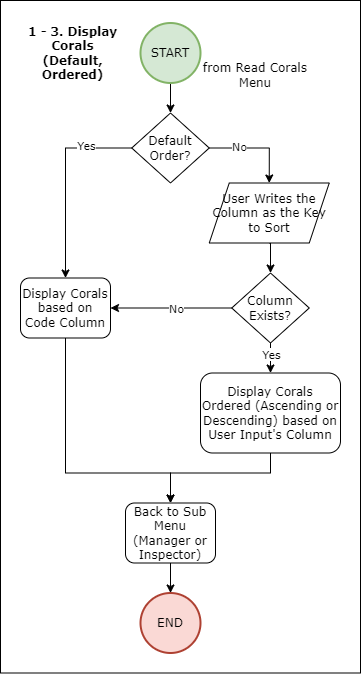 1 - 3. Display
Corals
(Default,
Ordered)
START
from Read Corals
Menu
Default
Order?
Yes
No
User Writes the
Column as the Key
to Sort
Column
Exists?
No
Display Corals
based on
Code Column
Yes
Display Corals
Ordered (Ascending or
Descending) based on
User Input's Column
Back to Sub
Menu
(Manager or
Inspector)
END